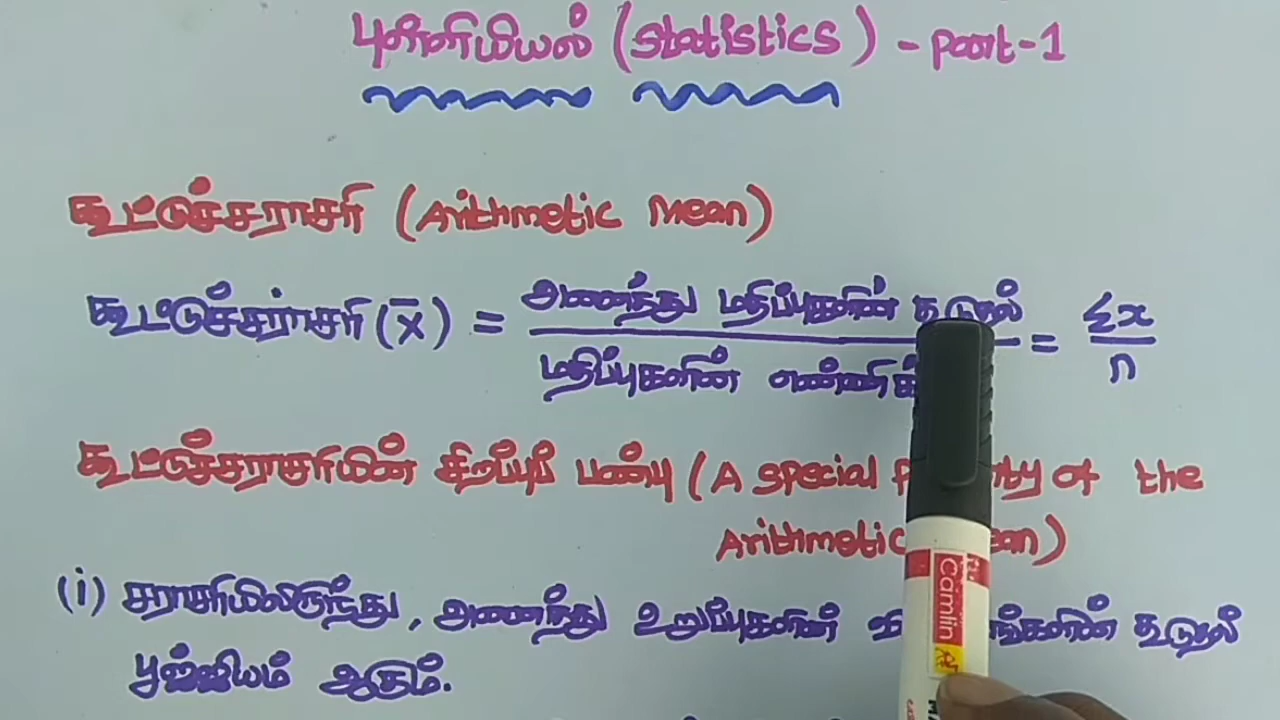 புள்ளியியல் (Statistics) - part-1
கூட்டுச்சராசரி (Arithmetic Mean)
கூட்டுச்சராசரி (x̄) = அனைத்து மதிப்புகளின் கூடுதல் / மதிப்புகளின் = Σx / n
கூட்டுச்சராசரியின் சிறப்புப் பண்பு (A special of the
Arithmetic
(i) சராசரியிலிருந்து, அனைத்து உறுப்புகளின் கூடுதல்
பூஜ்ஜியம் ஆகும்.
Camlin